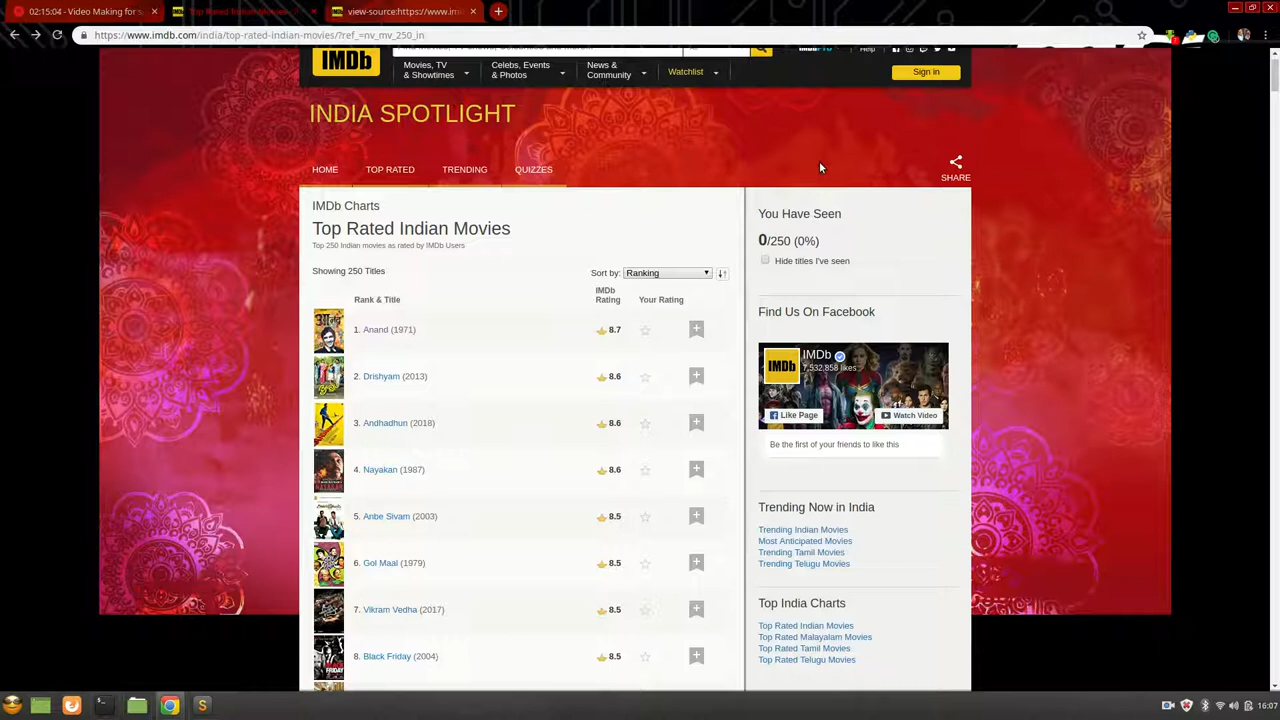 02:15:04 - Video Making for s
Top Rated Indian Movies
view-source:https://www.im
https://www.imdb.com/india/top-rated-indian-movies/?ref_=nv_mv_250_in
IMDb
IMDbPro
Help
Movies, TV
& Showtimes
Celebs, Events
& Photos
News &
Community
Watchlist
Sign in
INDIA SPOTLIGHT
HOME
TOP RATED
TRENDING
QUIZZES
SHARE
IMDb Charts
Top Rated Indian Movies
Top 250 Indian movies as rated by IMDb Users
Showing 250 Titles
Sort by: Ranking
Rank & Title
IMDb
Rating
Your Rating
1. Anand (1971) 8.7
2. Drishyam (2013) 8.6
3. Andhadhun (2018) 8.6
4. Nayakan (1987) 8.6
5. Anbe Sivam (2003) 8.5
6. Gol Maal (1979) 8.5
7. Vikram Vedha (2017) 8.5
8. Black Friday (2004) 8.5
You Have Seen
0/250 (0%)
Hide titles I've seen
Find Us On Facebook
IMDb
IMDb
7,532,858 likes
Like Page
Watch Video
Be the first of your friends to like this
Trending Now in India
Trending Indian Movies
Most Anticipated Movies
Trending Tamil Movies
Trending Telugu Movies
Top India Charts
Top Rated Indian Movies
Top Rated Malayalam Movies
Top Rated Tamil Movies
Top Rated Telugu Movies
16:07